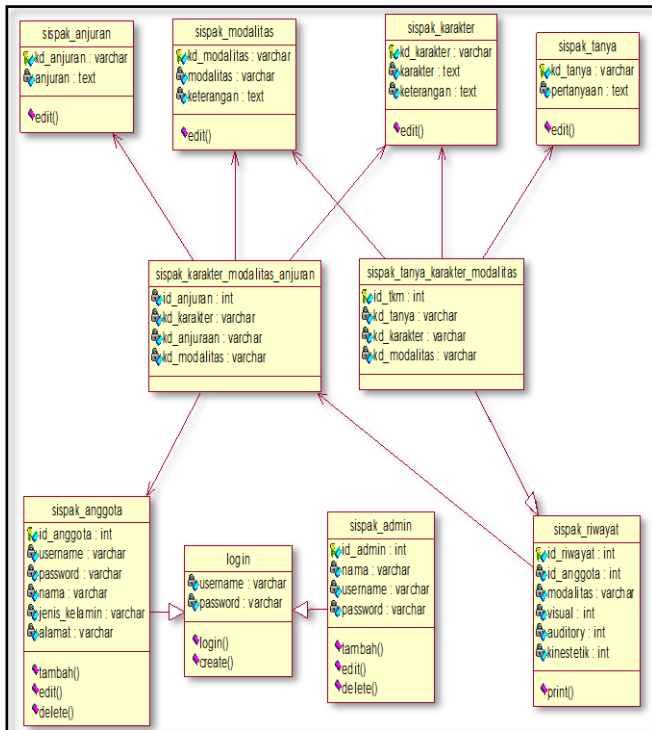 sispak_anjuran
kd_anjuran : varchar
anjuran : text
edit()
sispak_modalitas
kd_modalitas : varchar
modalitas : varchar
keterangan : text
edit()
sispak_karakter
kd_karakter : varchar
karakter : text
keterangan : text
edit()
sispak_tanya
kd_tanya : varchar
pertanyaan : text
edit()
sispak_karakter_modalitas_anjuran
id_anjuran : int
kd_karakter : varchar
kd_anjuraan : varchar
kd_modalitas : varchar
sispak_tanya_karakter_modalitas
id_tkm : int
kd_tanya : varchar
kd_karakter : varchar
kd_modalitas : varchar
sispak_anggota
id_anggota : int
username : varchar
password : varchar
nama : varchar
jenis_kelamin : varchar
alamat : varchar
tambah()
edit()
delete()
login
username : varchar
password : varchar
login()
create()
sispak_admin
id_admin : int
nama : varchar
username : varchar
password : varchar
tambah()
edit()
delete()
sispak_riwayat
id_riwayat : int
id_anggota : int
modalitas : varchar
visual : int
auditory : int
kinestetik : int
print()